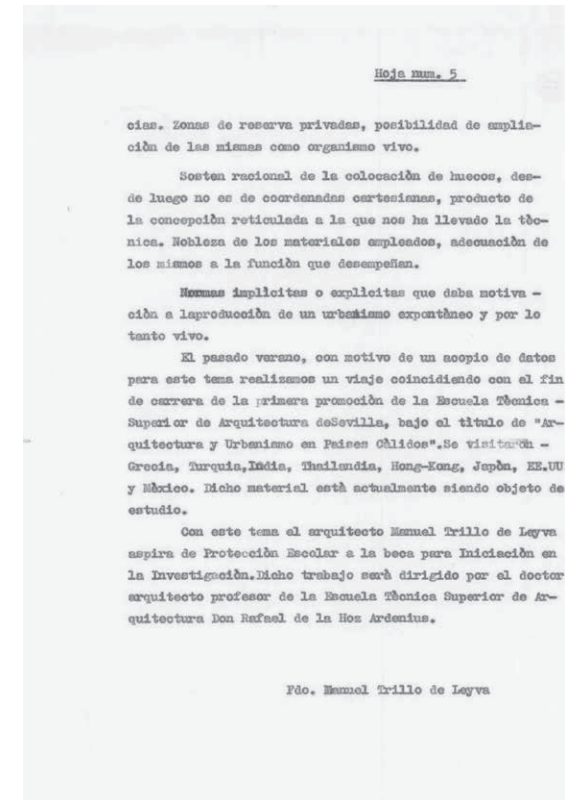 Hoja num. 5
cias. Zonas de reserva privadas, posibilidad de amplia-
ciòn de las mismas como organismo vivo.
Sosten racional de la colocaciòn de huecos, des-
de luego no es de coordenadas cartesianas, producto de
la concepciòn reticulada a la que nos ha llevado la tèc-
nica. Nobleza de los materiales empleados, adecuaciòn de
los mismos a la funciòn que desempeñan.
Normas implicitas o explicitas que daba motiva -
ciòn a laproducciòn de un urbanismo expontàneo y por lo
tanto vivo.
El pasado verano, con motivo de un acopio de datos
para este tema realizamos un viaje coincidiendo con el fin
de carrera de la primera promociòn de la Escuela Tècnica -
Superior de Arquitectura deSevilla, bajo el titulo de "Ar-
quitectura y Urbanismo en Paises Càlidos".Se visitaron -
Grecia, Turquia,India, Thailandia, Hong-Kong, Japòn, EE.UU
y Mèxico. Dicho material està actualmente siendo objeto de
estudio.
Con este tema el arquitecto Manuel Trillo de Leyva
aspira de Protecciòn Escolar a la beca para Iniciaciòn en
la Investigaciòn.Dicho trabajo serà dirigido por el doctor
arquitecto profesor de la Escuela Tècnica Superior de Ar-
quitectura Don Rafael de la Hoz Ardenius.
Fdo. Manuel Trillo de Leyva